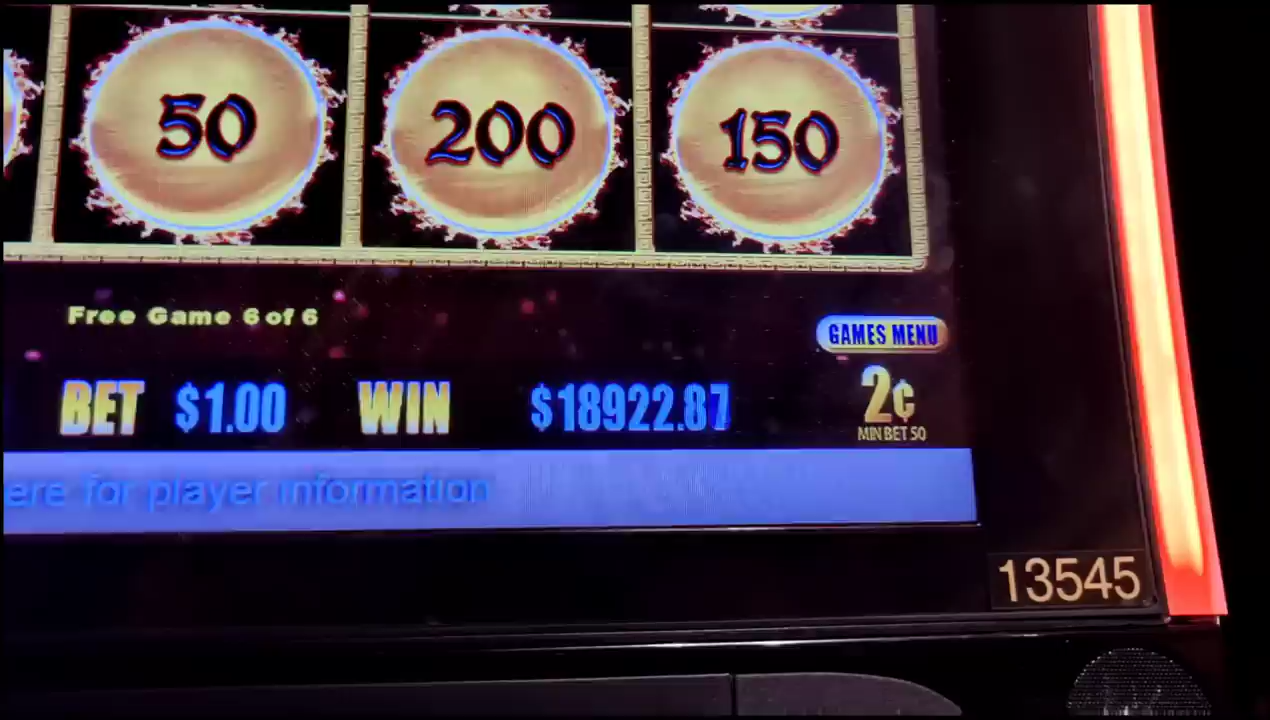 50 200 150
Free Game 6 of 6
GAMES MENU
BET $1.00 WIN $18922.87 2¢
MIN BET 50
ere for player information
13545